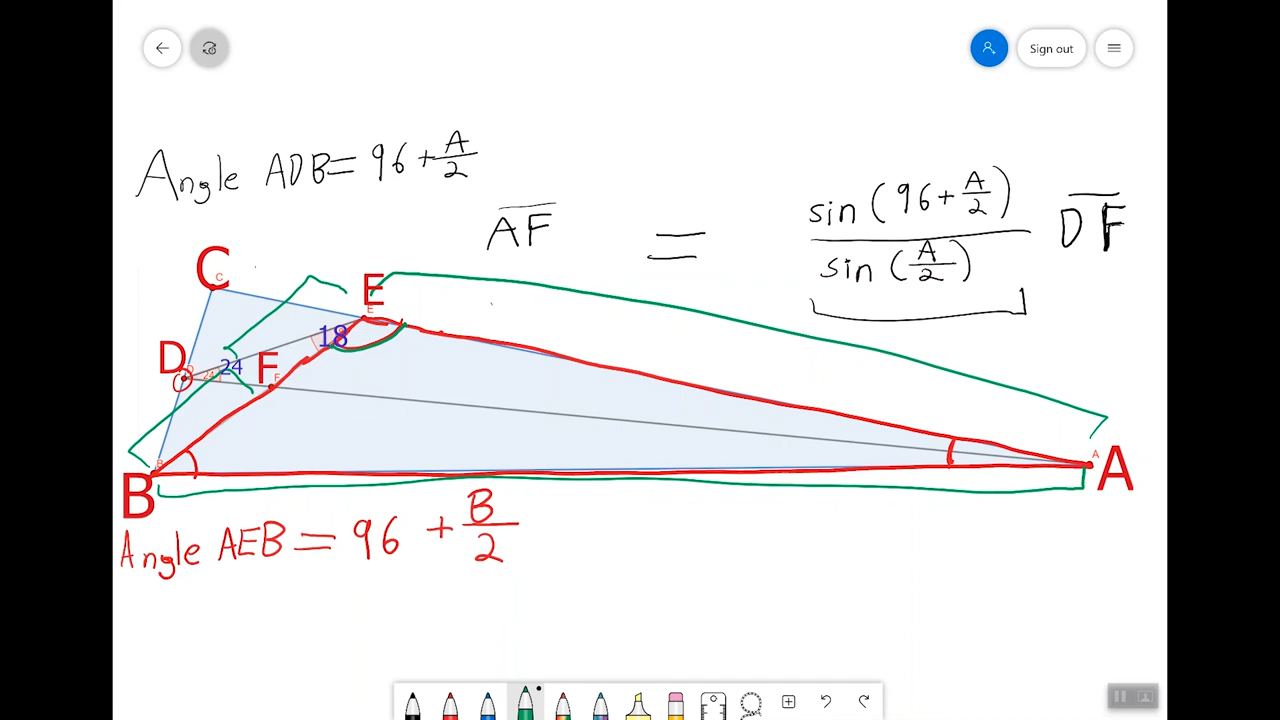 Sign out
Angle ADB = 96 + A/2
AF = sin(96 + A/2) / sin(A/2) DF
C
C
E
E
18
D
24
24
F
F
B
B
A
A
Angle AEB = 96 + B/2